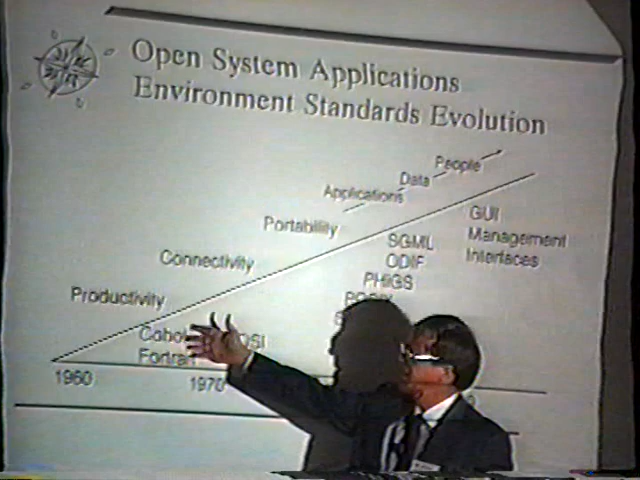 Open System Applications
Environment Standards Evolution
People
Data
Applications
Portability
Connectivity
Productivity
GUI
Management
Interfaces
SGML
ODIF
PHIGS
POSIX
OSI
Fortran
1960
1970